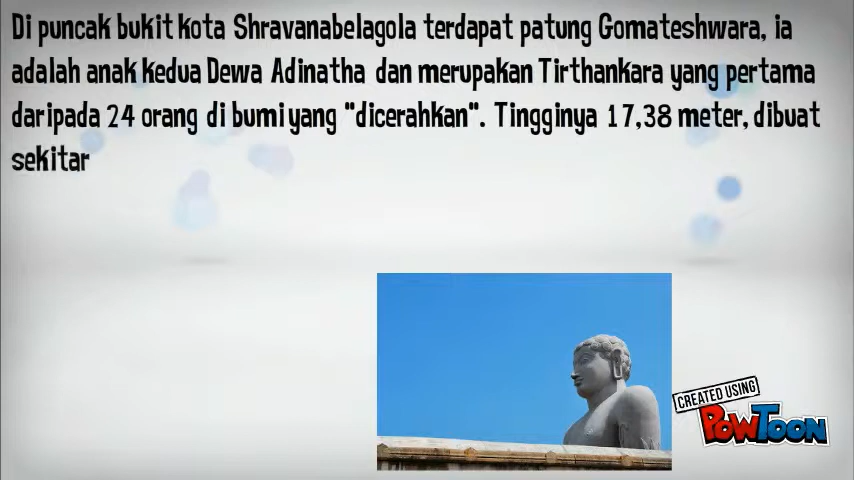 Di puncak bukit kota Shravanabelagola terdapat patung Gomateshwara, ia
adalah anak kedua Dewa Adinatha dan merupakan Tirthankara yang pertama
daripada 24 orang di bumi yang "dicerahkan". Tingginya 17,38 meter, dibuat
sekitar
CREATED USING
POWTOON